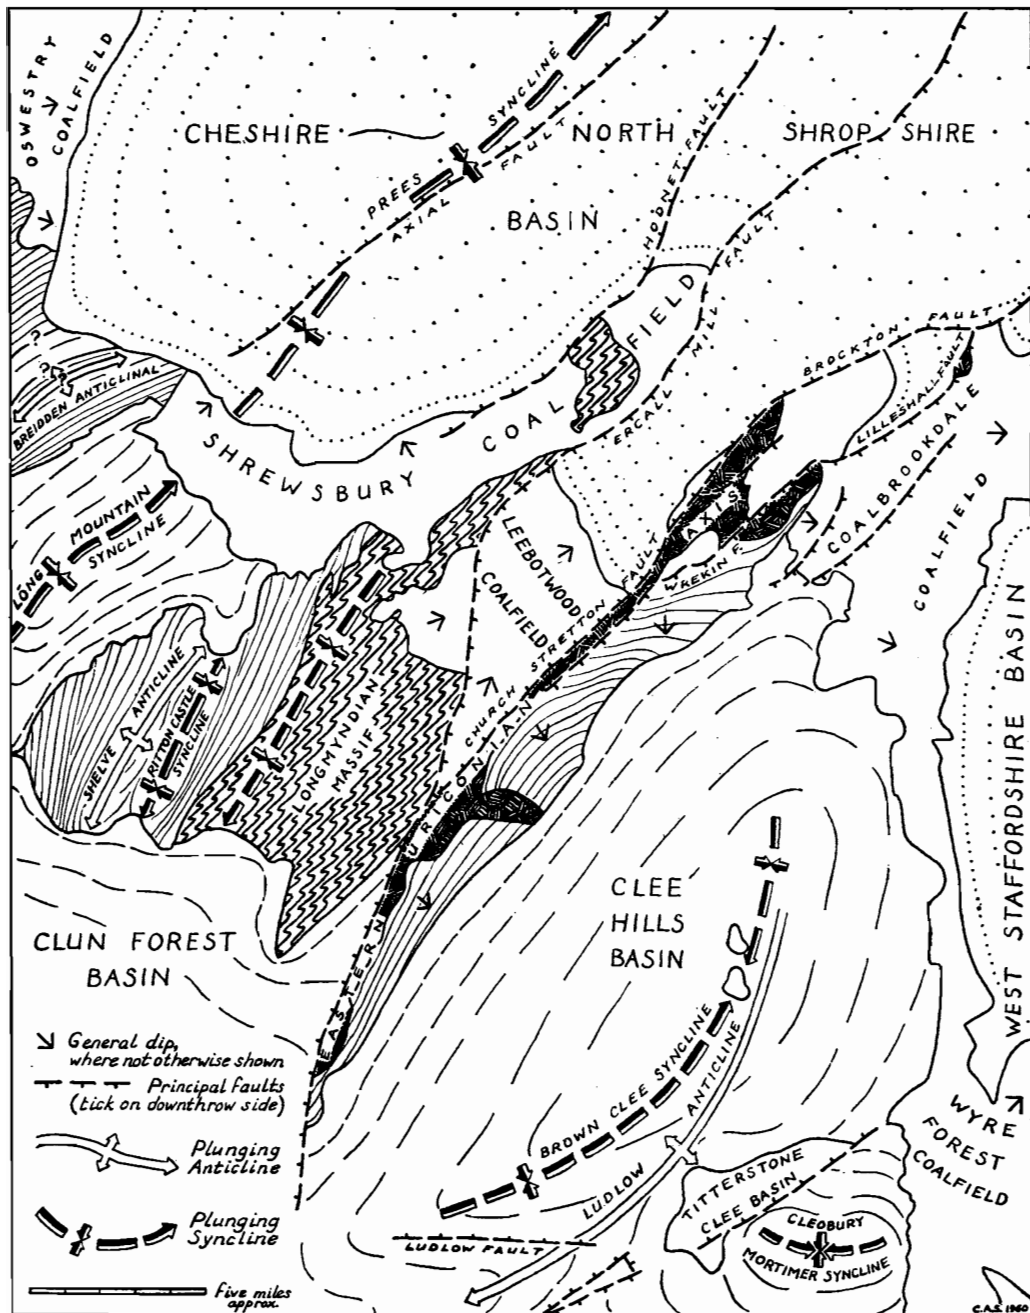 OSWESTRY
COALFIELD
CHESHIRE
PREES SYNCLINE
AXIAL FAULT
NORTH
SHROPSHIRE
BASIN
HODNET FAULT
BREIDDEN ANTICLINAL
?
?
?
SHREWSBURY COAL FIELD
ERCALL MILL FAULT
BROCKTON FAULT
LILLESHALL FAULT
COALBROOKDALE
COALFIELD
LONG MOUNTAIN
SYNCLINE
LEEBOTWOOD
COALFIELD
WREKIN F.
CHURCH STRETTON FAULT
EASTERN URICONIAN AXIS
SHELVE ANTICLINE
RITTON CASTLE
SYNCLINE
LONGMYNDIAN
MASSIF
WEST STAFFORDSHIRE BASIN
CLUN FOREST
BASIN
CLEE
HILLS
BASIN
BROWN CLEE SYNCLINE
LUDLOW ANTICLINE
LUDLOW FAULT
TITTERSTONE
CLEE BASIN
CLEOBURY
MORTIMER SYNCLINE
WYRE
FOREST
COALFIELD
General dip,
where not otherwise shown
Principal faults
(tick on downthrow side)
Plunging
Anticline
Plunging
Syncline
Five miles
approx.